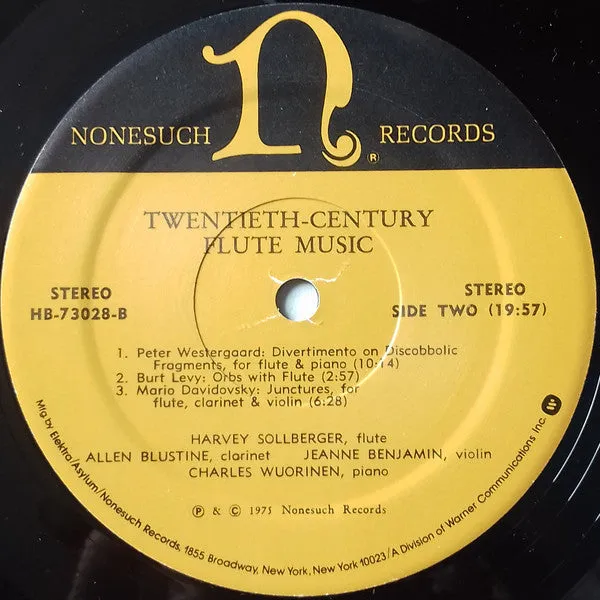 n
NONESUCH RECORDS
®
TWENTIETH-CENTURY
FLUTE MUSIC
STEREO
HB-73028-B
STEREO
SIDE TWO (19:57)
1. Peter Westergaard: Divertimento on Discobbolic
Fragments, for flute & piano (10:14)
2. Burt Levy: Orbs with Flute (2:57)
3. Mario Davidovsky: Junctures, for
flute, clarinet & violin (6:28)
HARVEY SOLLBERGER, flute
ALLEN BLUSTINE, clarinet JEANNE BENJAMIN, violin
CHARLES WUORINEN, piano
℗ & © 1975 Nonesuch Records
Mfg by Elektra/Asylum/Nonesuch Records, 1855 Broadway, New York, New York 10023/A Division of Warner Communications Inc.